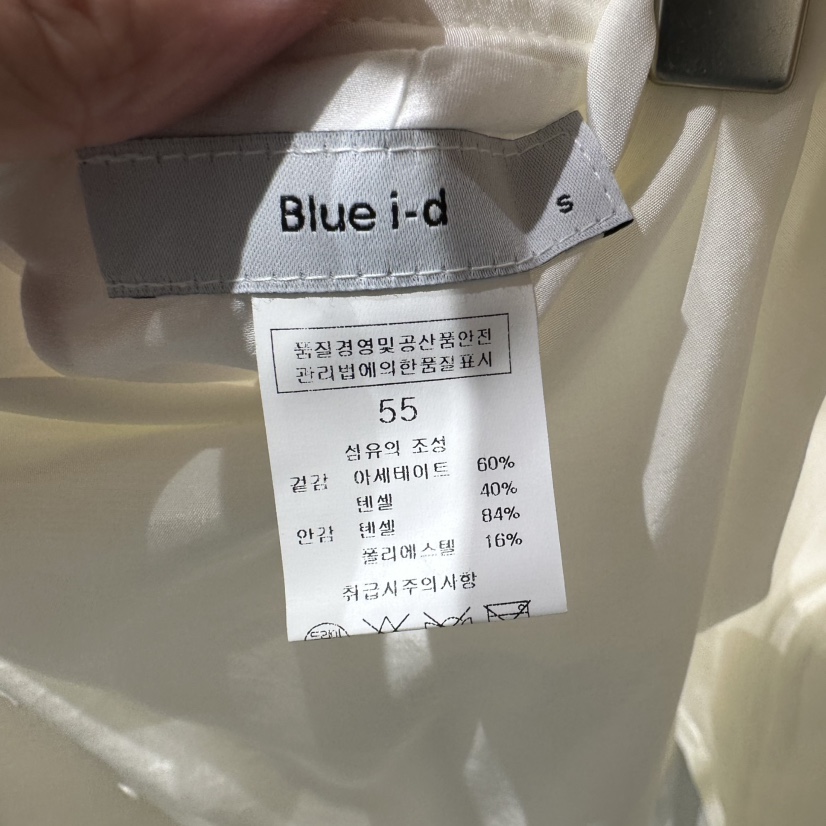 Blue i-d S
품질경영및공산품안전
관리법에의한품질표시
55
섬유의 조성
겉감 아세테이트 60%
텐셀 40%
안감 텐셀 84%
폴리에스텔 16%
취급시주의사항
드라이